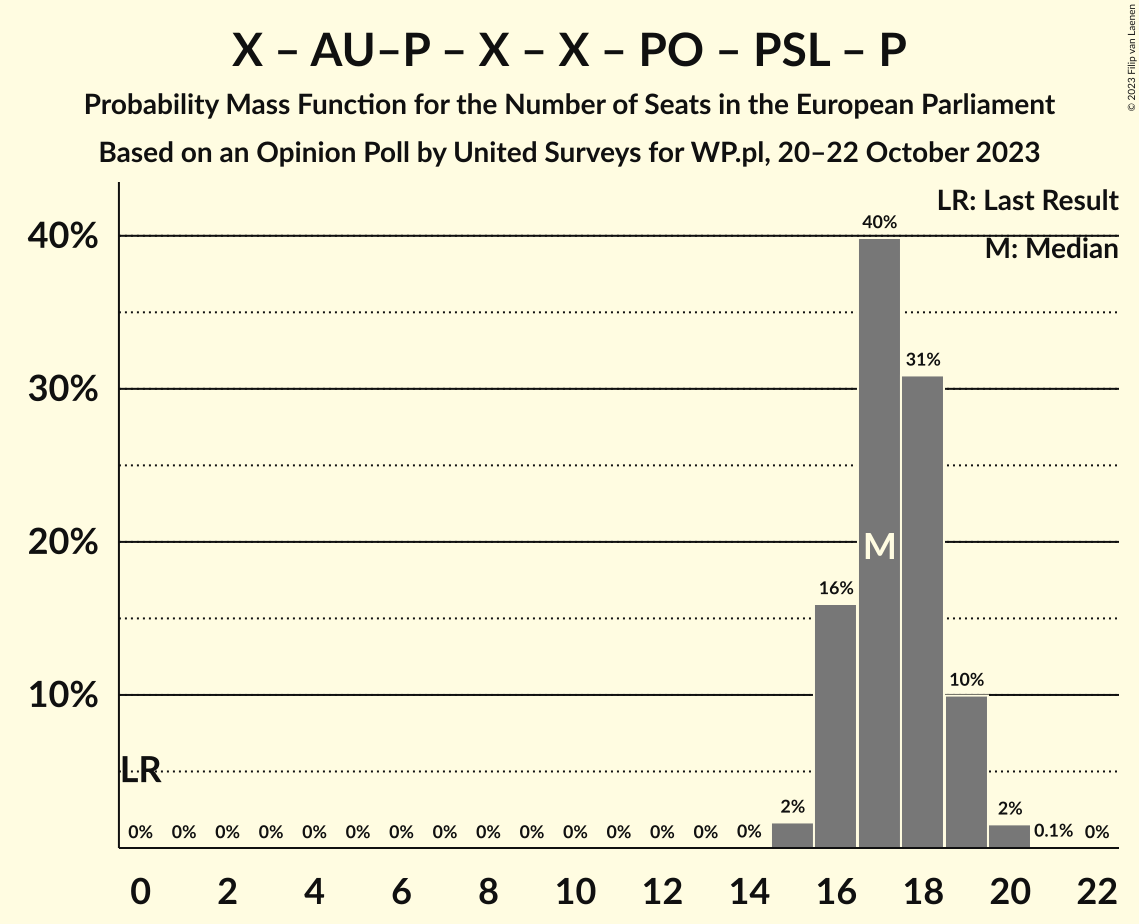 X – AU–P – X – X – PO – PSL – P
Probability Mass Function for the Number of Seats in the European Parliament
Based on an Opinion Poll by United Surveys for WP.pl, 20–22 October 2023
© 2023 Filip van Laenen
LR: Last Result
M: Median
40%
30%
20%
10%
40%
31%
M
16%
10%
LR
2%
2%
0% 0% 0% 0% 0% 0% 0% 0% 0% 0% 0% 0% 0% 0% 0% 0.1% 0%
0 2 4 6 8 10 12 14 16 18 20 22